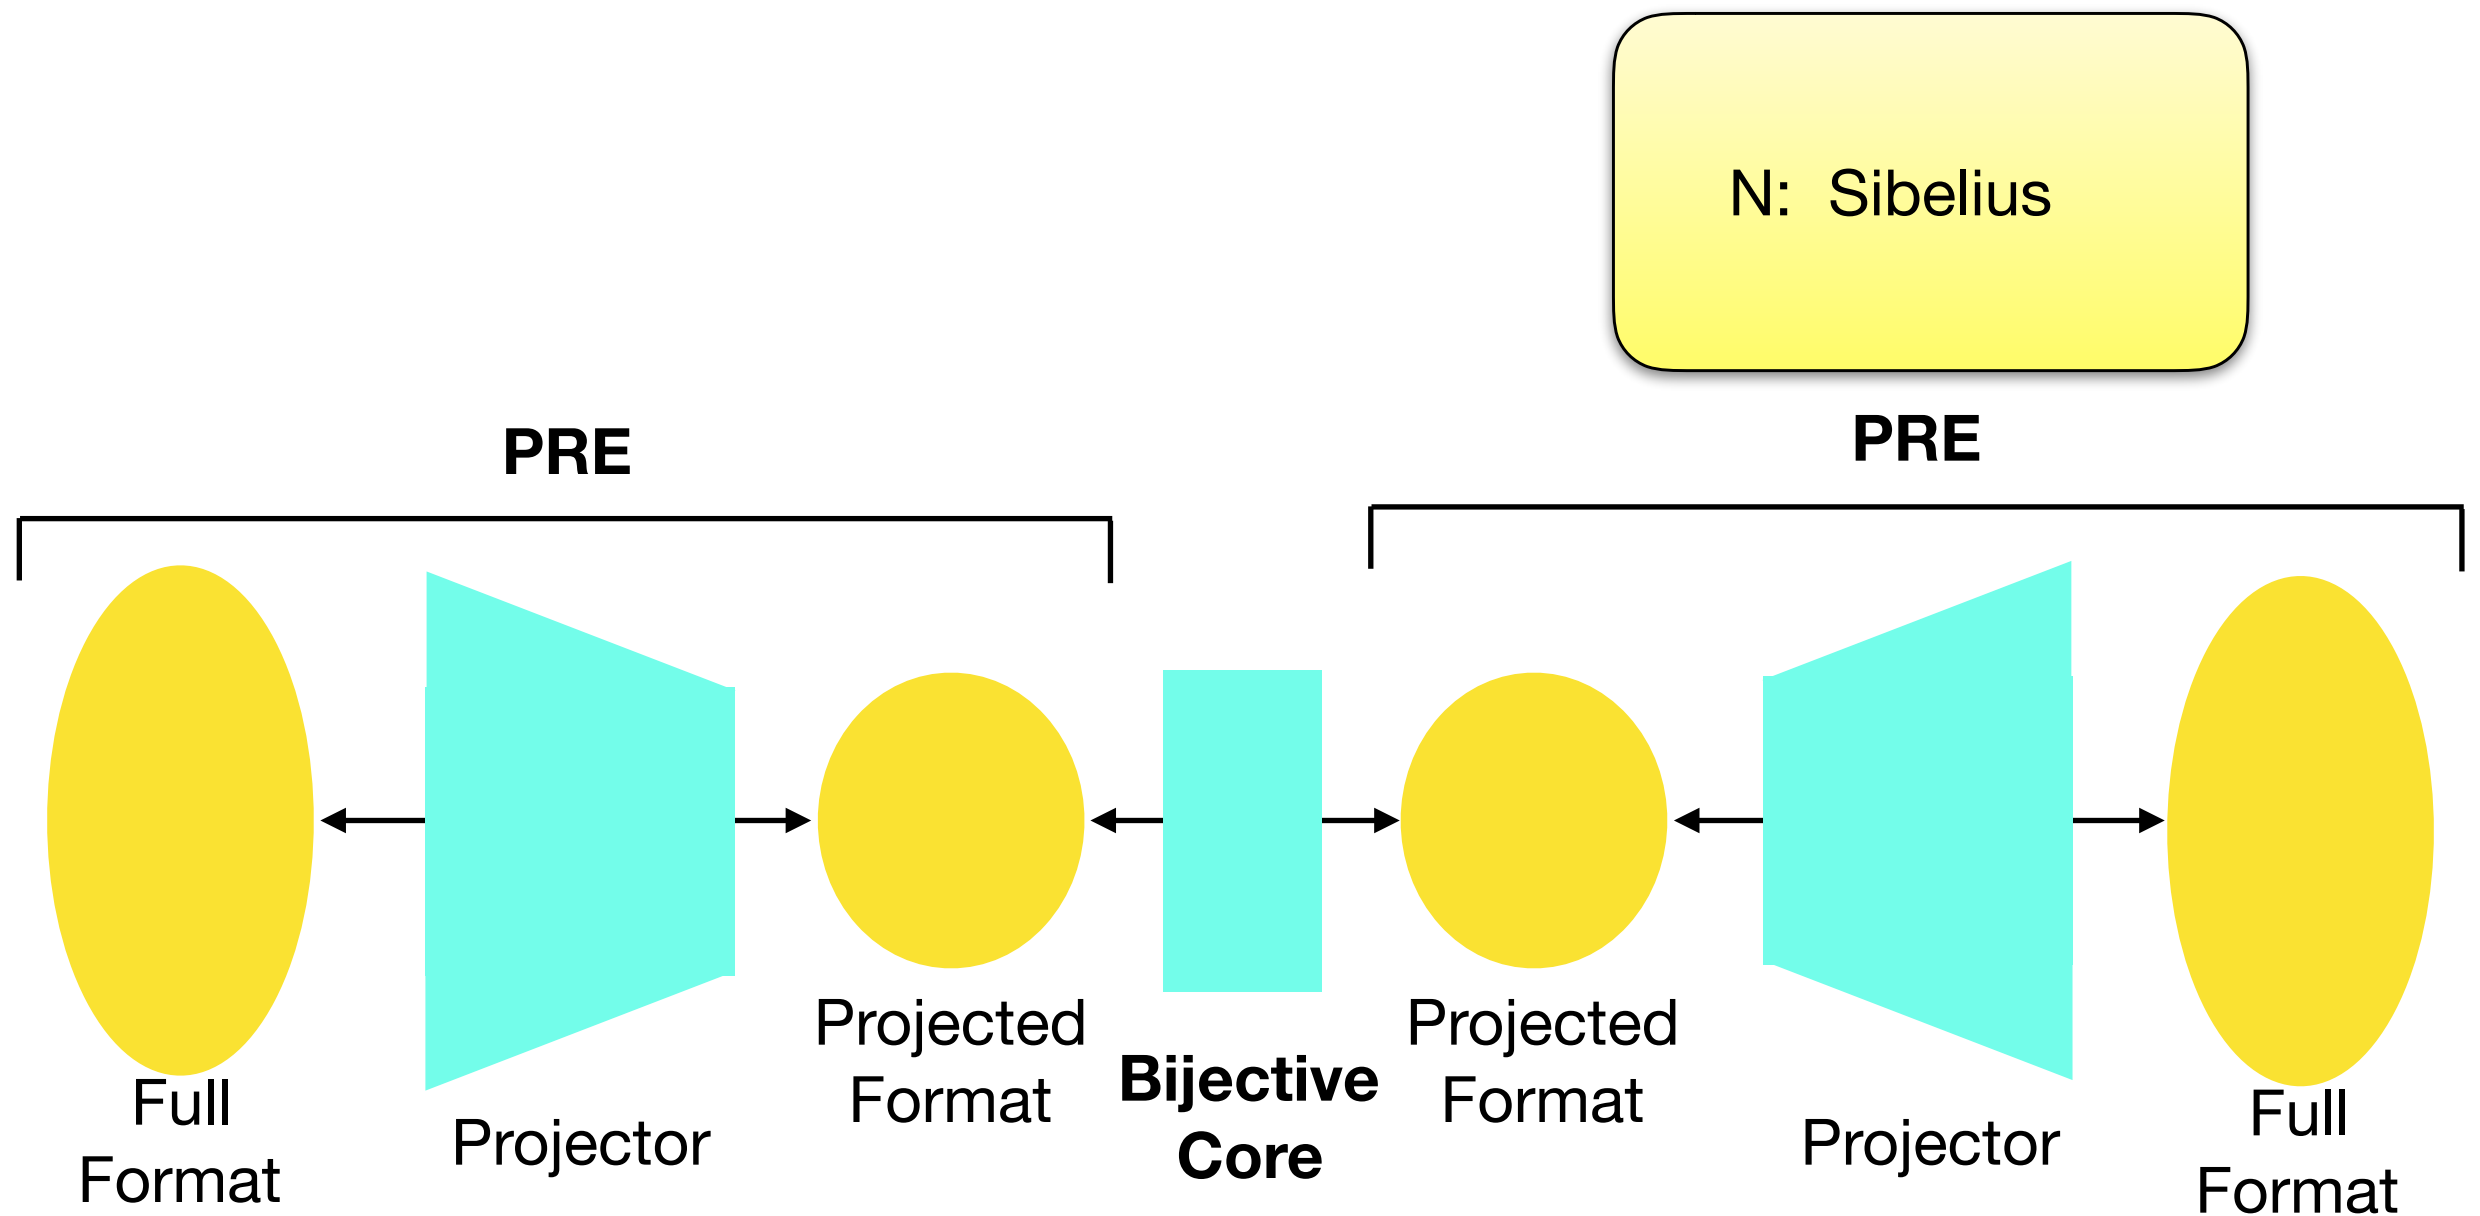 N: Sibelius
PRE
PRE
Full
Format
Projector
Projected
Format
Bijective
Core
Projected
Format
Projector
Full
Format